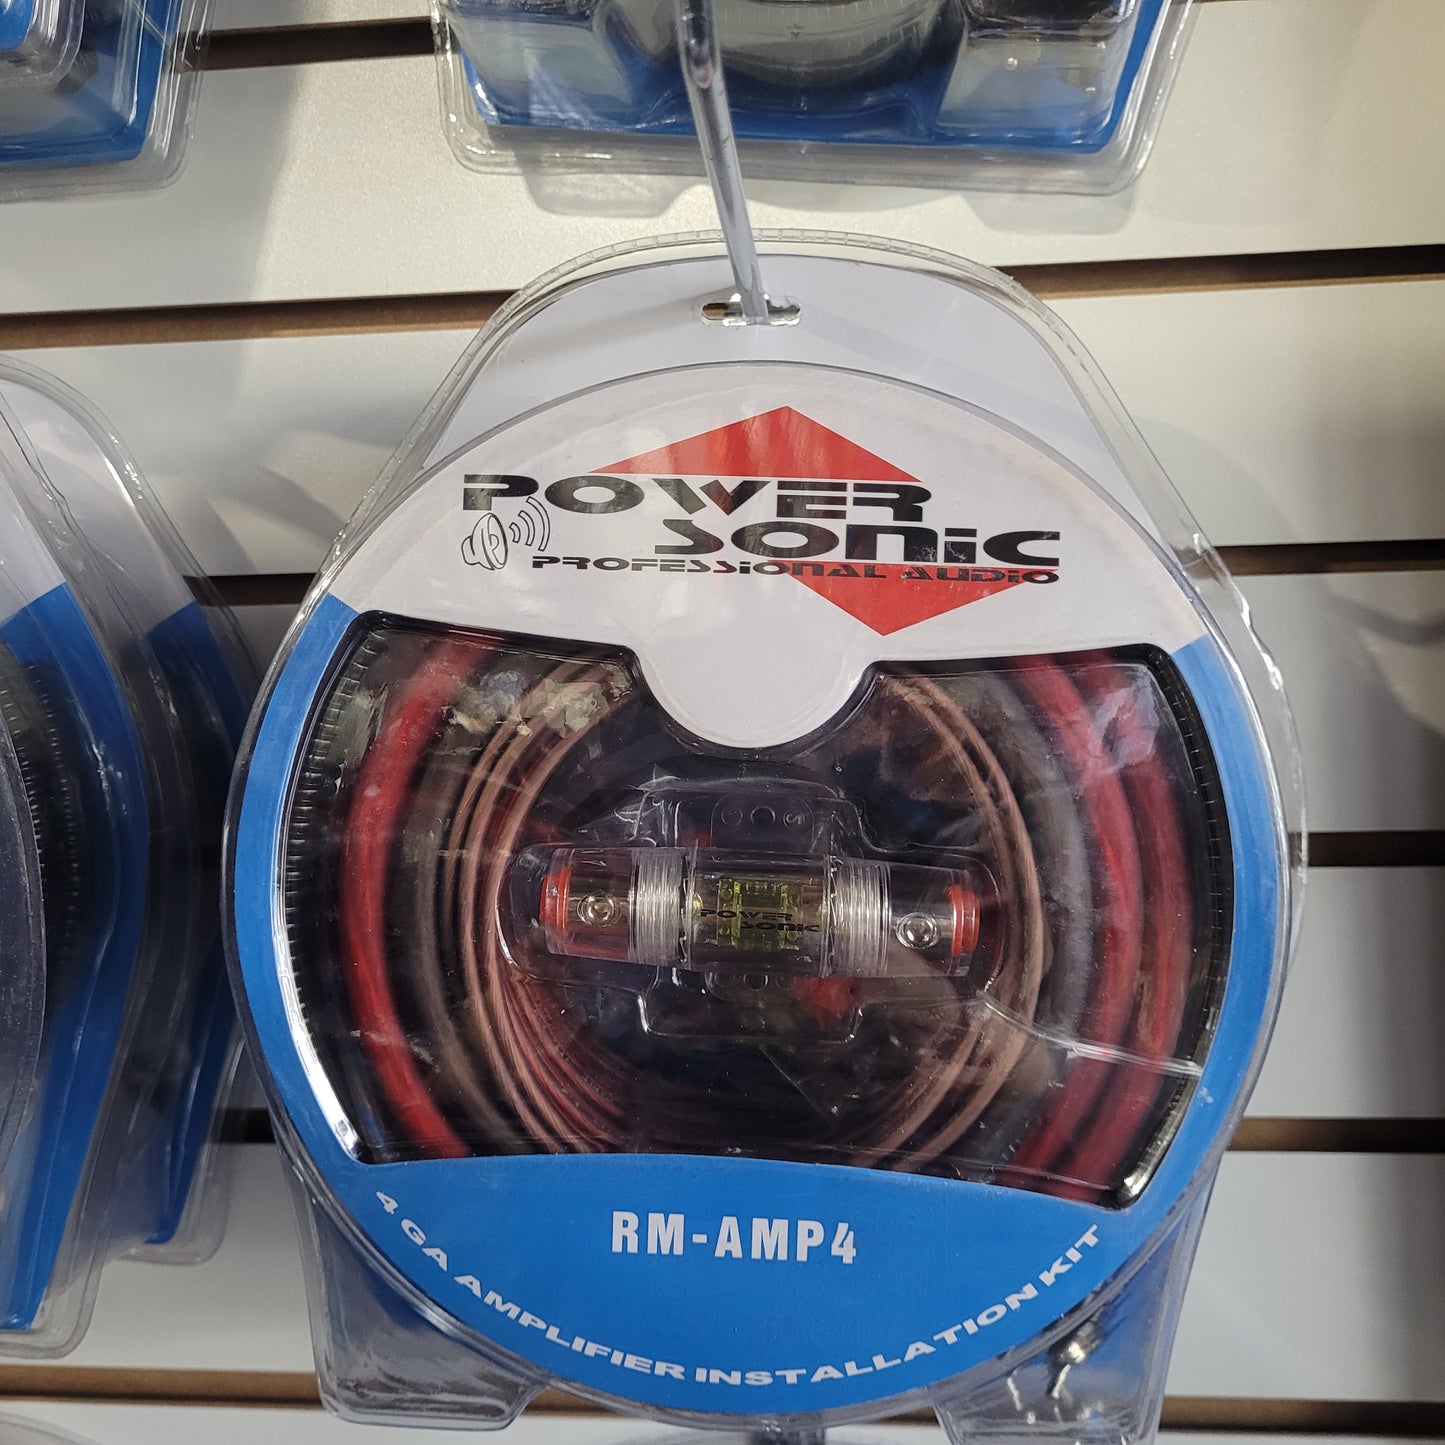 POWER
SONIC
PROFESSIONAL AUDIO
POWER
SONIC
RM-AMP4
4 GA AMPLIFIER INSTALLATION KIT